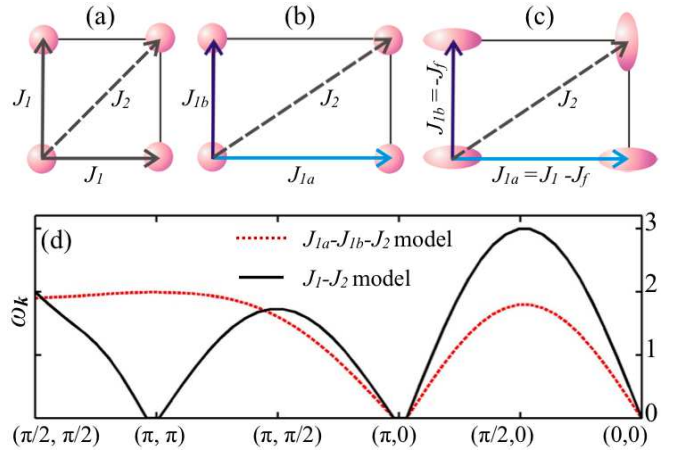 (a)
(b)
(c)
J1
J2
J1
J1b
J2
J1a
J1b = -Jf
J2
J1a = J1 -Jf
(d)
J1a-J1b-J2 model
J1-J2 model
ωk
3
2
1
0
(π/2, π/2)
(π, π)
(π, π/2)
(π,0)
(π/2,0)
(0,0)